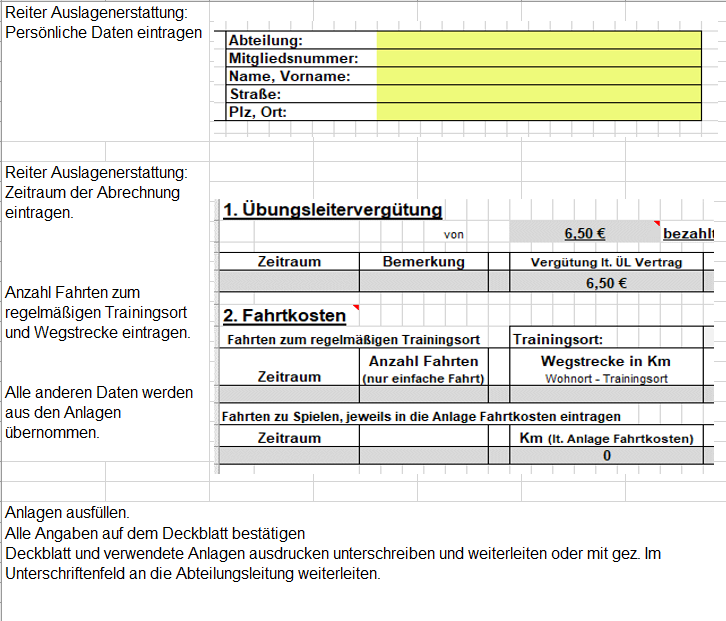 Reiter Auslagenerstattung:
Persönliche Daten eintragen
Abteilung:
Mitgliedsnummer:
Name, Vorname:
Straße:
Plz, Ort:
Reiter Auslagenerstattung:
Zeitraum der Abrechnung
eintragen.
1. Übungsleitervergütung
von 6,50 € bezahlt
Zeitraum Bemerkung Vergütung lt. ÜL Vertrag
6,50 €
Anzahl Fahrten zum
regelmäßigen Trainingsort
und Wegstrecke eintragen.
2. Fahrtkosten
Fahrten zum regelmäßigen Trainingsort Trainingsort:
Anzahl Fahrten Wegstrecke in Km
Zeitraum (nur einfache Fahrt) Wohnort - Trainingsort
Alle anderen Daten werden
aus den Anlagen
übernommen.
Fahrten zu Spielen, jeweils in die Anlage Fahrtkosten eintragen
Zeitraum Km (lt. Anlage Fahrtkosten)
0
Anlagen ausfüllen.
Alle Angaben auf dem Deckblatt bestätigen
Deckblatt und verwendete Anlagen ausdrucken unterschreiben und weiterleiten oder mit gez. Im
Unterschriftenfeld an die Abteilungsleitung weiterleiten.